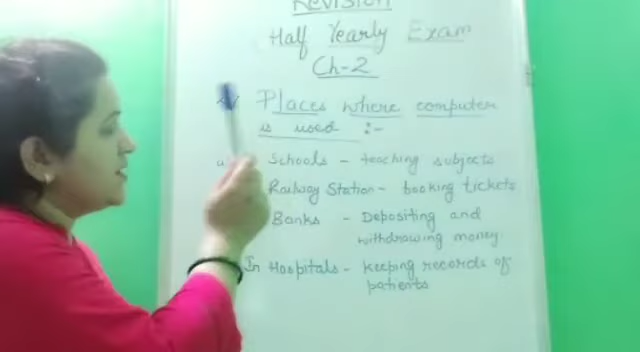 Revision
Half Yearly Exam
Ch-2
Places where computer
is used :-
Schools - teaching subjects
Railway Station - booking tickets
Banks - Depositing and
withdrawing money
In Hospitals - keeping records of
patients